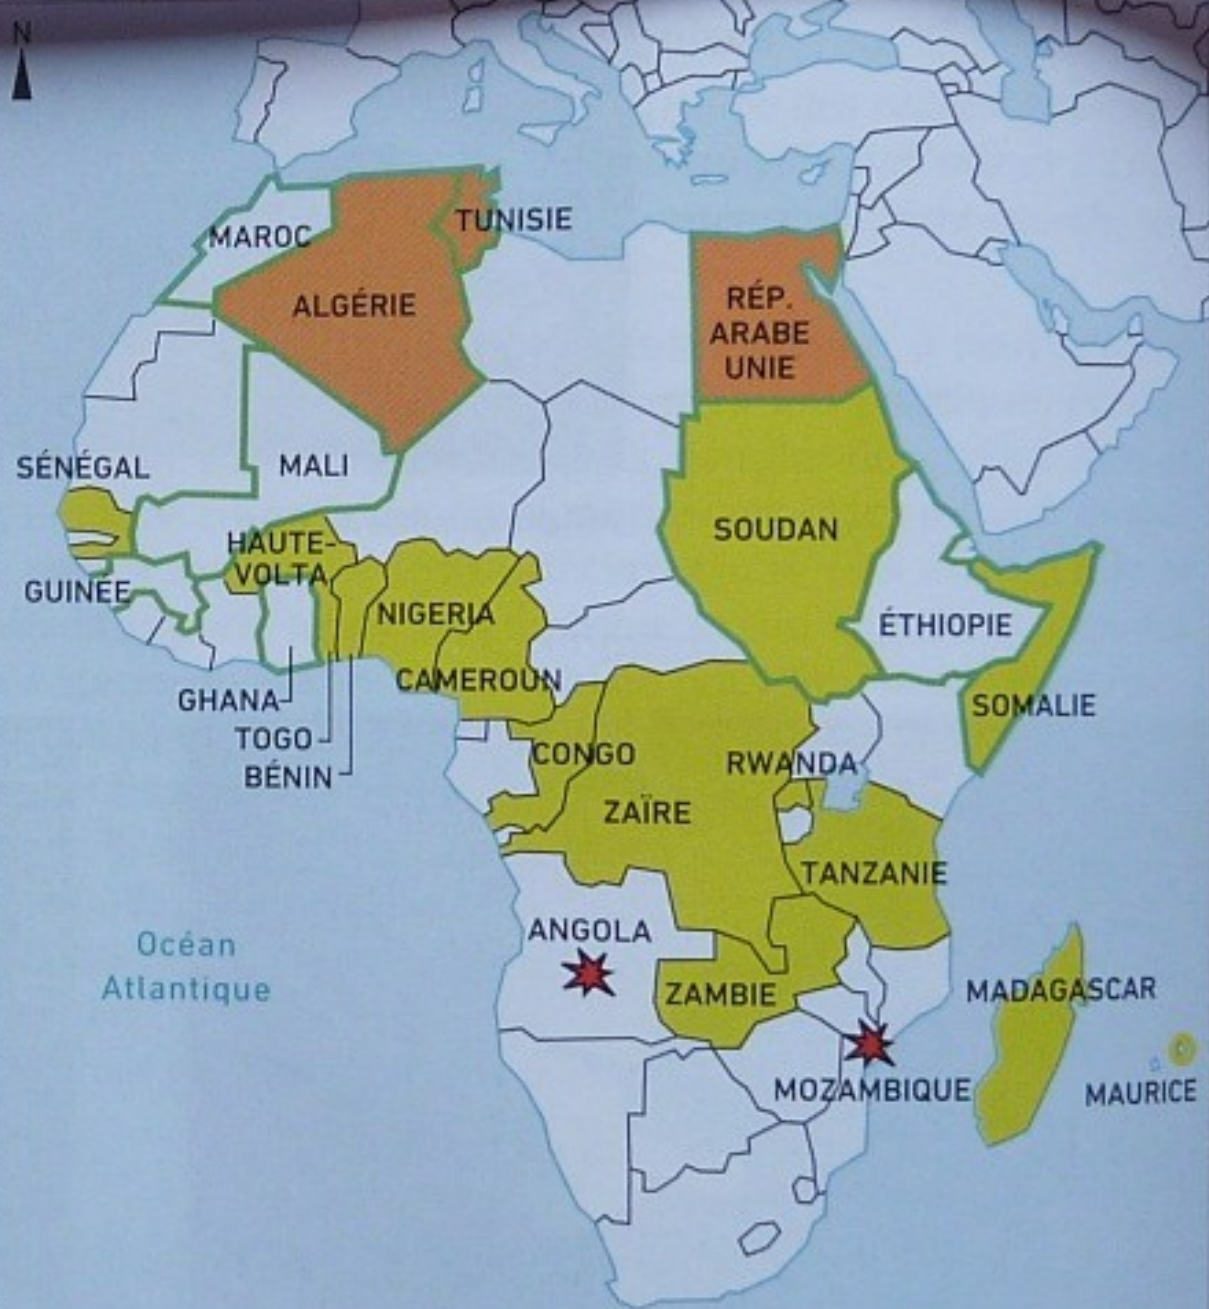 N
MAROC
TUNISIE
ALGÉRIE
RÉP.
ARABE
UNIE
SÉNÉGAL
MALI
SOUDAN
HAUTE-
VOLTA
GUINÉE
NIGERIA
ÉTHIOPIE
CAMEROUN
GHANA
SOMALIE
TOGO
CONGO
RWANDA
BÉNIN
ZAÏRE
TANZANIE
ANGOLA
Océan
Atlantique
ZAMBIE
MADAGASCAR
MOZAMBIQUE
MAURICE